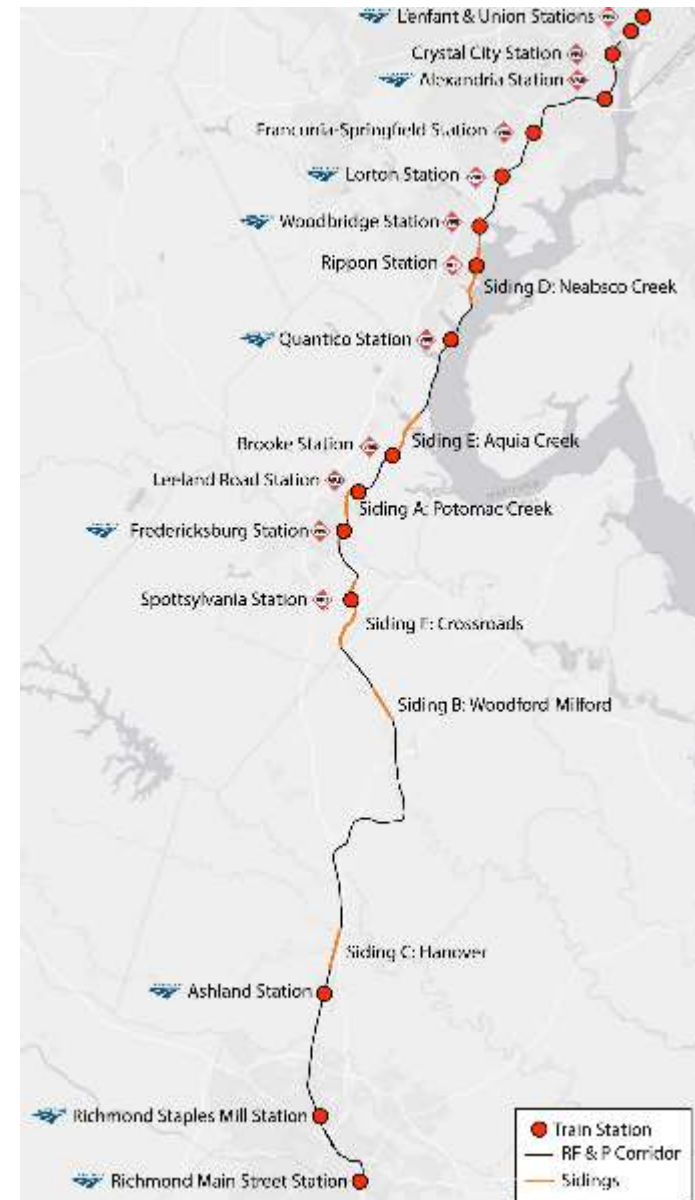 L'enfant & Union Stations
Crystal City Station
Alexandria Station
Franconia-Springfield Station
Lorton Station
Woodbridge Station
Rippon Station
Siding D: Neabsco Creek
Quantico Station
Brooke Station
Siding E: Aquia Creek
Leeland Road Station
Siding A: Potomac Creek
Fredericksburg Station
Spottsylvania Station
Siding F: Crossroads
Siding B: Woodford Milford
Siding C: Hanover
Ashland Station
Richmond Staples Mill Station
Richmond Main Street Station
Train Station
RF & P Corridor
Sidings